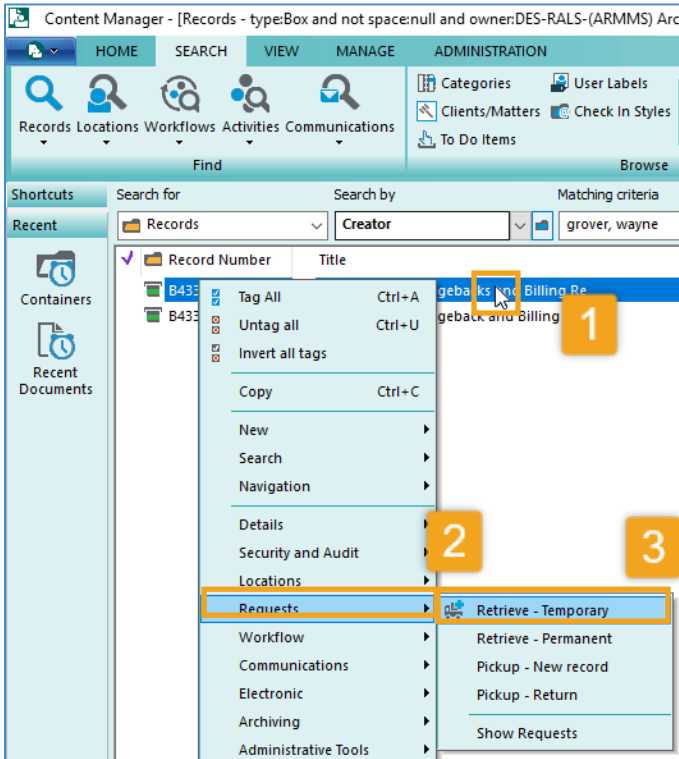 Content Manager - [Records - type:Box and not space:null and owner:DES-RALS-(ARMMS) Arc
HOME SEARCH VIEW MANAGE ADMINISTRATION
Records Locations Workflows Activities Communications
Find
Categories User Labels
Clients/Matters Check In Styles
To Do Items
Browse
Shortcuts
Recent
Containers
Recent
Documents
Search for Search by Matching criteria
Records Creator grover, wayne
Record Number Title
B433 gebacks and Billing Re
B433 geback and Billing
1
Tag All Ctrl+A
Untag all Ctrl+U
Invert all tags
Copy Ctrl+C
New
Search
Navigation
Details
Security and Audit
Locations
Requests
Workflow
Communications
Electronic
Archiving
Administrative Tools
2
3
Retrieve - Temporary
Retrieve - Permanent
Pickup - New record
Pickup - Return
Show Requests